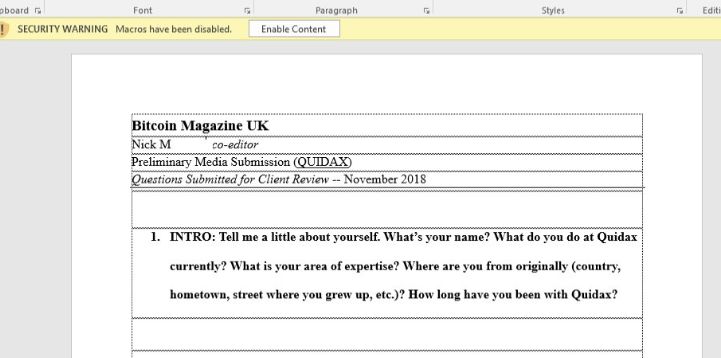 Font Paragraph Styles
! SECURITY WARNING Macros have been disabled. Enable Content
Bitcoin Magazine UK
Nick M co-editor
Preliminary Media Submission (QUIDAX)
Questions Submitted for Client Review -- November 2018
1. INTRO: Tell me a little about yourself. What's your name? What do you do at Quidax
currently? What is your area of expertise? Where are you from originally (country,
hometown, street where you grew up, etc.)? How long have you been with Quidax?